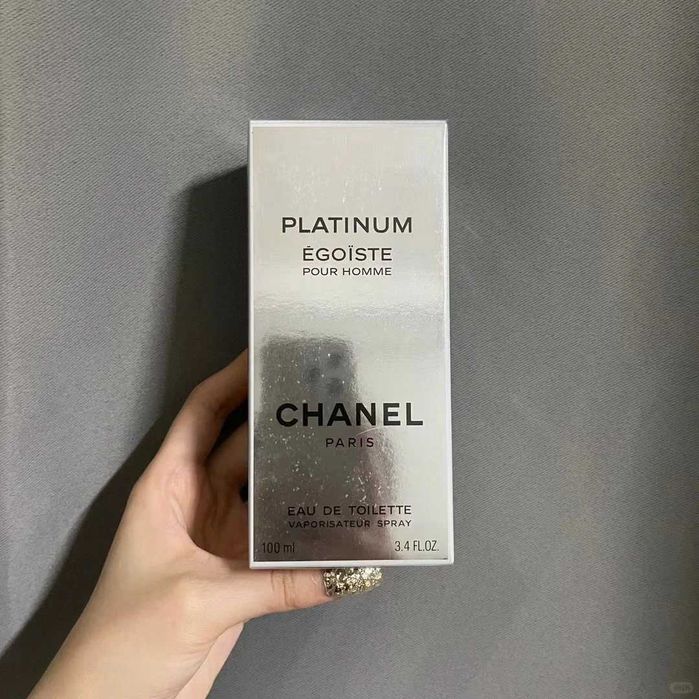 PLATINUM
ÉGOÏSTE
POUR HOMME
CHANEL
PARIS
EAU DE TOILETTE
VAPORISATEUR SPRAY
100 ml 3.4 FL.OZ.